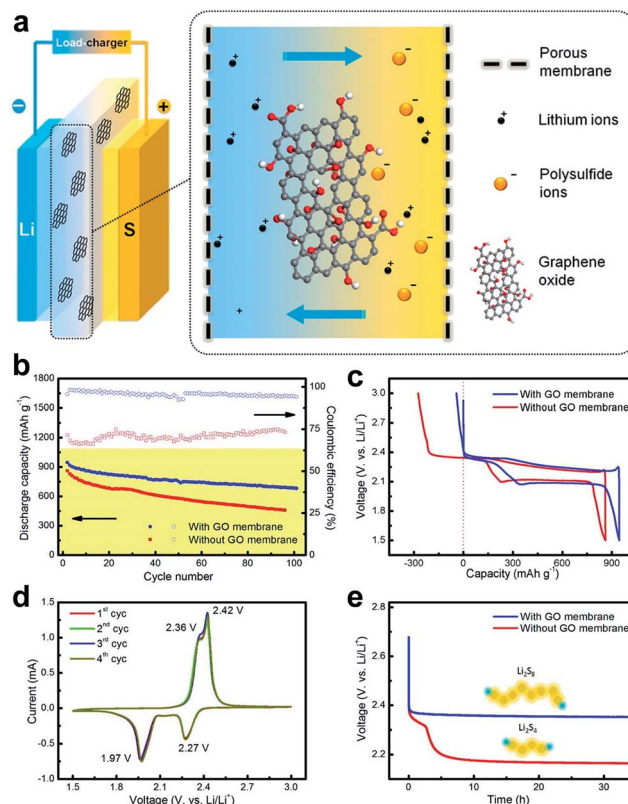 a
Load-charger
Li
S
Porous
membrane
Lithium ions
Polysulfide
ions
Graphene
oxide
b
Discharge capacity (mAh g⁻¹)
1800
1500
1200
900
600
300
0
100
75
50
25
0
Coulombic efficiency (%)
With GO membrane
Without GO membrane
0 20 40 60 80 100
Cycle number
c
Voltage (V. vs. Li/Li⁺)
3.0
2.7
2.4
2.1
1.8
1.5
With GO membrane
Without GO membrane
-300 0 300 600 900
Capacity (mAh g⁻¹)
d
Current (mA)
1.5
1.0
0.5
0.0
-0.5
-1.0
1ˢᵗ cyc
2ⁿᵈ cyc
3ʳᵈ cyc
4ᵗʰ cyc
2.42 V
2.36 V
1.97 V
2.27 V
1.5 1.8 2.1 2.4 2.7 3.0
Voltage (V. vs. Li/Li⁺)
e
Voltage (V. vs. Li/Li⁺)
2.8
2.6
2.4
2.2
With GO membrane
Without GO membrane
Li₂S₈
Li₂S₄
0 10 20 30
Time (h)